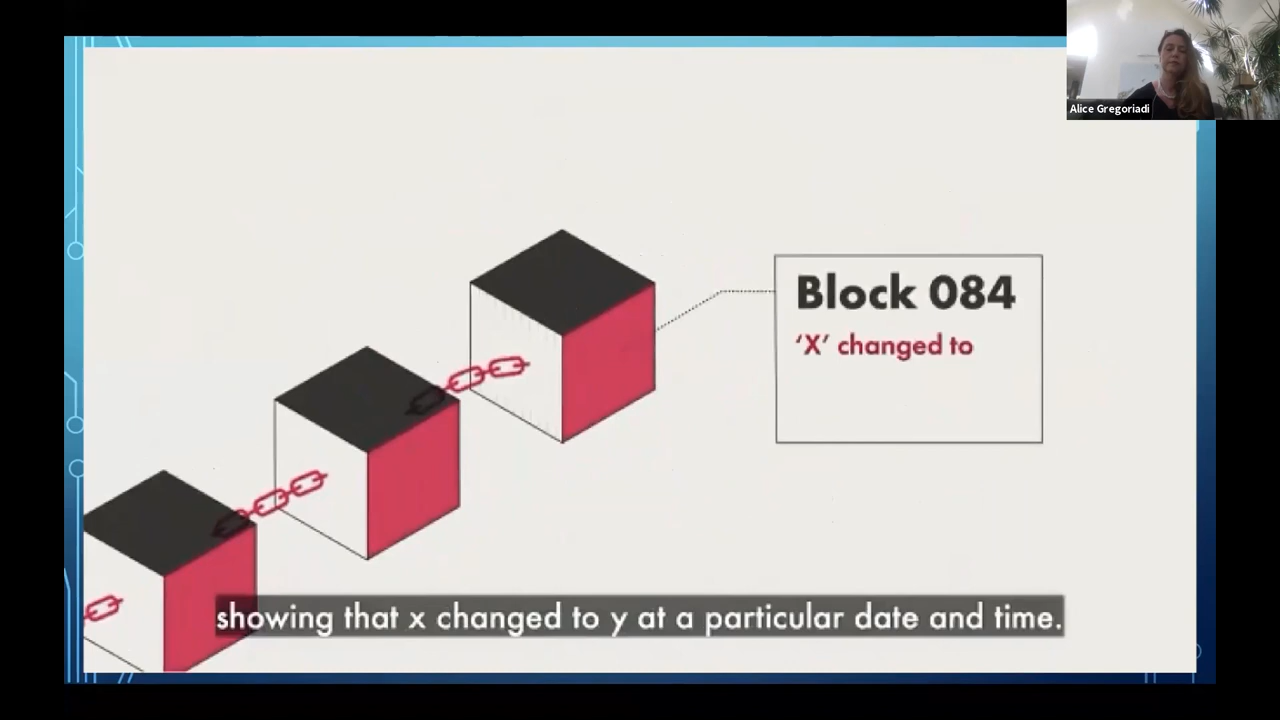 Alice Gregoriadi
Block 084
‘X’ changed to
showing that x changed to y at a particular date and time.